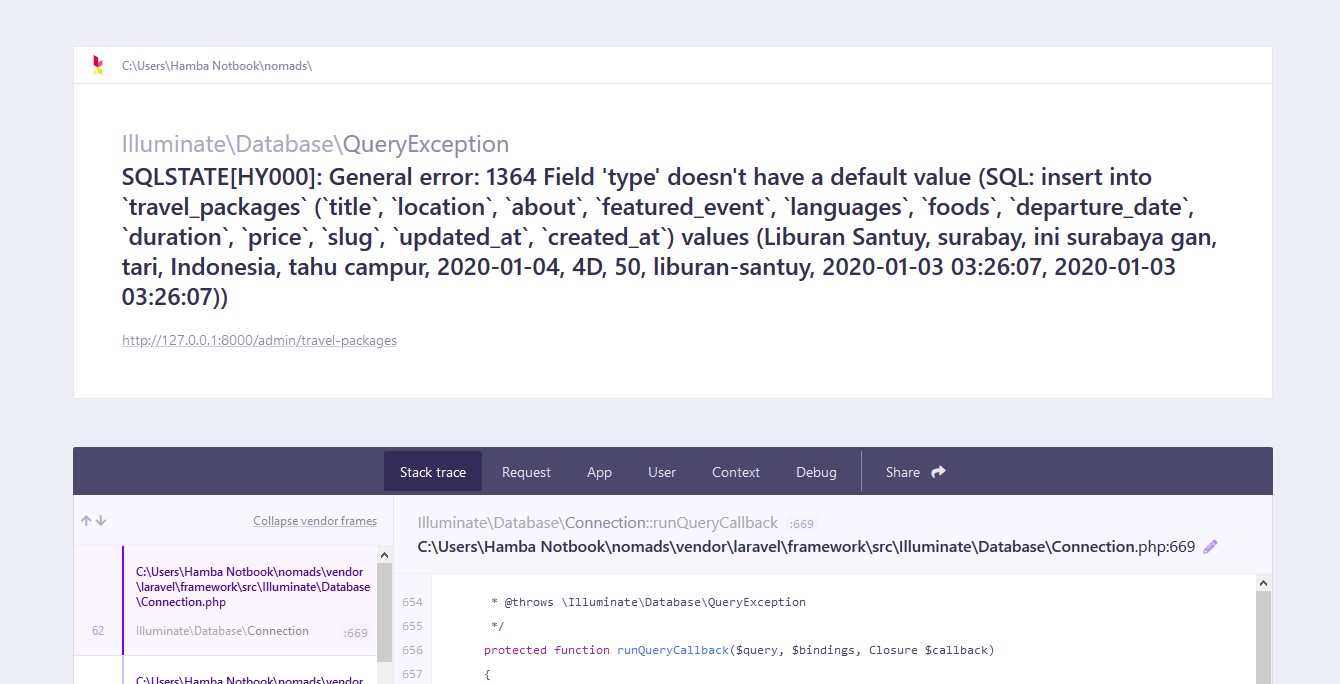 C:\Users\Hamba Notbook\nomads\
Illuminate\Database\QueryException
SQLSTATE[HY000]: General error: 1364 Field 'type' doesn't have a default value (SQL: insert into
`travel_packages` (`title`, `location`, `about`, `featured_event`, `languages`, `foods`, `departure_date`,
`duration`, `price`, `slug`, `updated_at`, `created_at`) values (Liburan Santuy, surabay, ini surabaya gan,
tari, Indonesia, tahu campur, 2020-01-04, 4D, 50, liburan-santuy, 2020-01-03 03:26:07, 2020-01-03
03:26:07))
http://127.0.0.1:8000/admin/travel-packages
Stack trace Request App User Context Debug Share
Collapse vendor frames
C:\Users\Hamba Notbook\nomads\vendor
\laravel\framework\src\Illuminate\Database
\Connection.php
62 Illuminate\Database\Connection :669
C:\Users\Hamba Notbook\nomads\vendor
Illuminate\Database\Connection::runQueryCallback :669
C:\Users\Hamba Notbook\nomads\vendor\laravel\framework\src\Illuminate\Database\Connection.php:669
654 * @throws \Illuminate\Database\QueryException
655 */
656 protected function runQueryCallback($query, $bindings, Closure $callback)
657 {